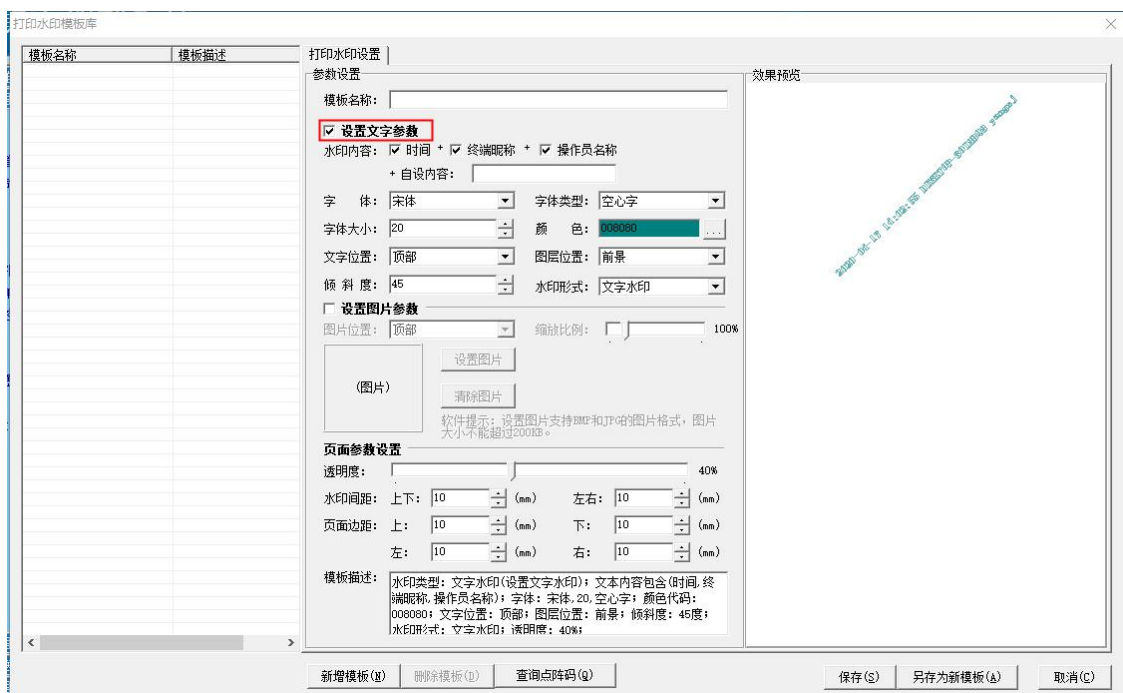 打印水印模板库
模板名称 模板描述
打印水印设置
参数设置
模板名称:
设置文字参数
水印内容: 时间 + 终端昵称 + 操作员名称
+ 自设内容:
字 体: 宋体 字体类型: 空心字
字体大小: 20 颜 色: 008080 ...
文字位置: 顶部 图层位置: 前景
倾 斜 度: 45 水印形式: 文字水印
设置图片参数
图片位置: 顶部 缩放比例: 100%
(图片)
设置图片
清除图片
软件提示: 设置图片支持BMP和JPG的图片格式, 图片
大小不能超过200KB。
页面参数设置
透明度: 40%
水印间距: 上下: 10 (mm) 左右: 10 (mm)
页面边距: 上: 10 (mm) 下: 10 (mm)
左: 10 (mm) 右: 10 (mm)
模板描述: 水印类型: 文字水印(设置文字水印); 文本内容包含(时间,终
端昵称,操作员名称); 字体: 宋体,20,空心字; 颜色代码:
008080; 文字位置: 顶部; 图层位置: 前景; 倾斜度: 45度;
水印形式: 文字水印; 透明度: 40%;
效果预览
新增模板(N) 删除模板(D) 查询点阵码(Q) 保存(S) 另存为新模板(A) 取消(C)